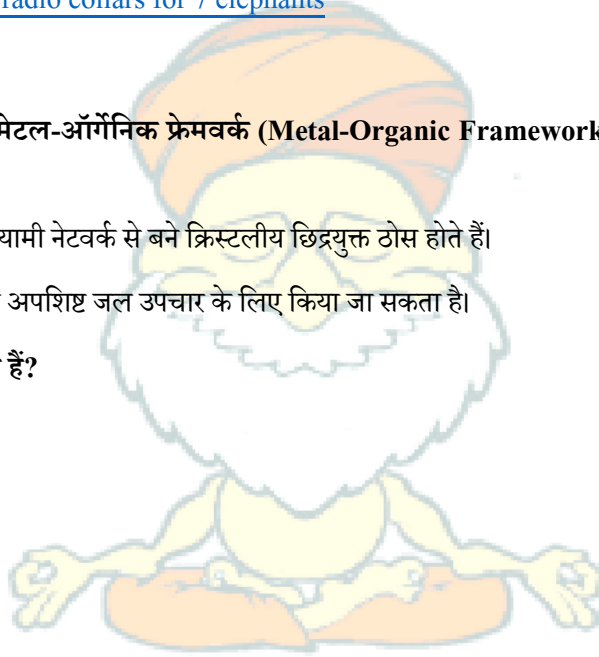 radio collars for 7 elephants
मेटल-ऑर्गेनिक फ्रेमवर्क (Metal-Organic Framework
यामी नेटवर्क से बने क्रिस्टलीय छिद्रयुक्त ठोस होते हैं।
अपशिष्ट जल उपचार के लिए किया जा सकता है।
हैं?